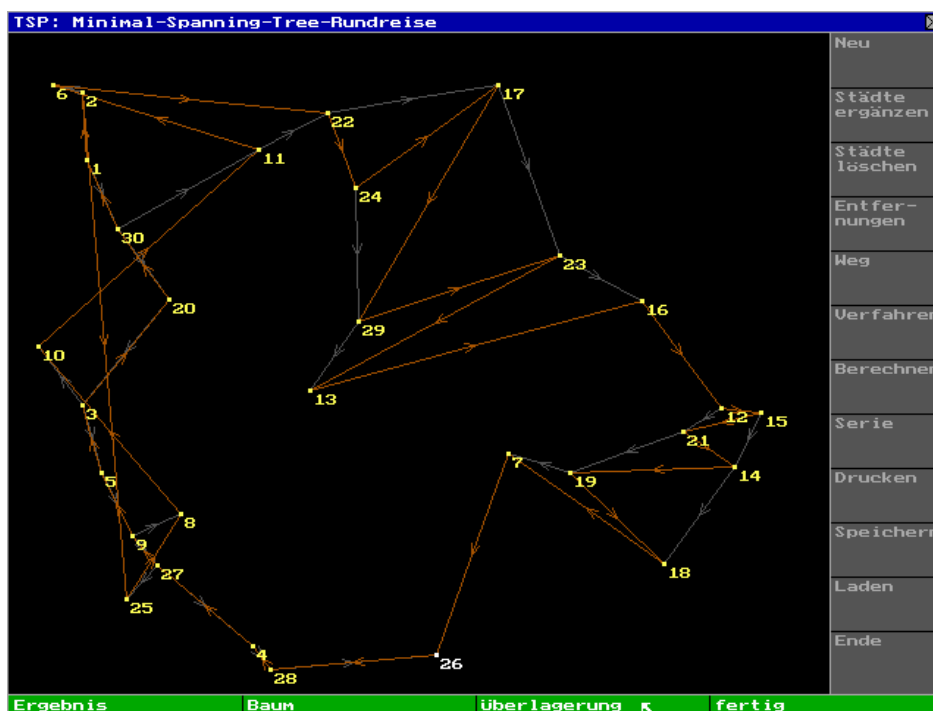 TSP: Minimal-Spanning-Tree-Rundreise
Neu
Städte
ergänzen
Städte
löschen
Entfer-
nungen
Weg
Verfahren
Berechnen
Serie
Drucken
Speichern
Laden
Ende
6
2
17
22
11
1
24
30
23
20
29
16
10
13
3
12
15
21
7
14
5
19
8
9
27
18
25
4
26
28
Ergebnis
Baum
Überlagerung
fertig